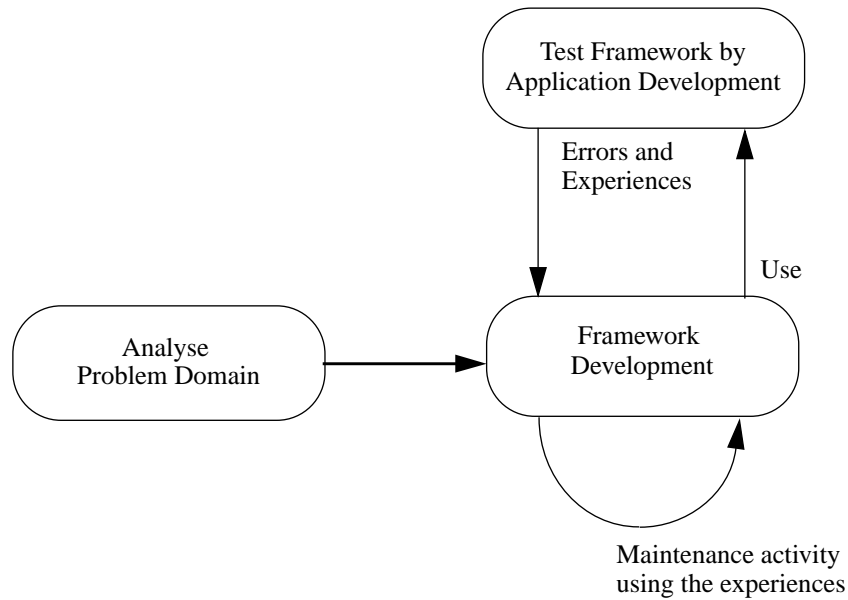 Test Framework by
Application Development
Errors and
Experiences
Use
Analyse
Problem Domain
Framework
Development
Maintenance activity
using the experiences